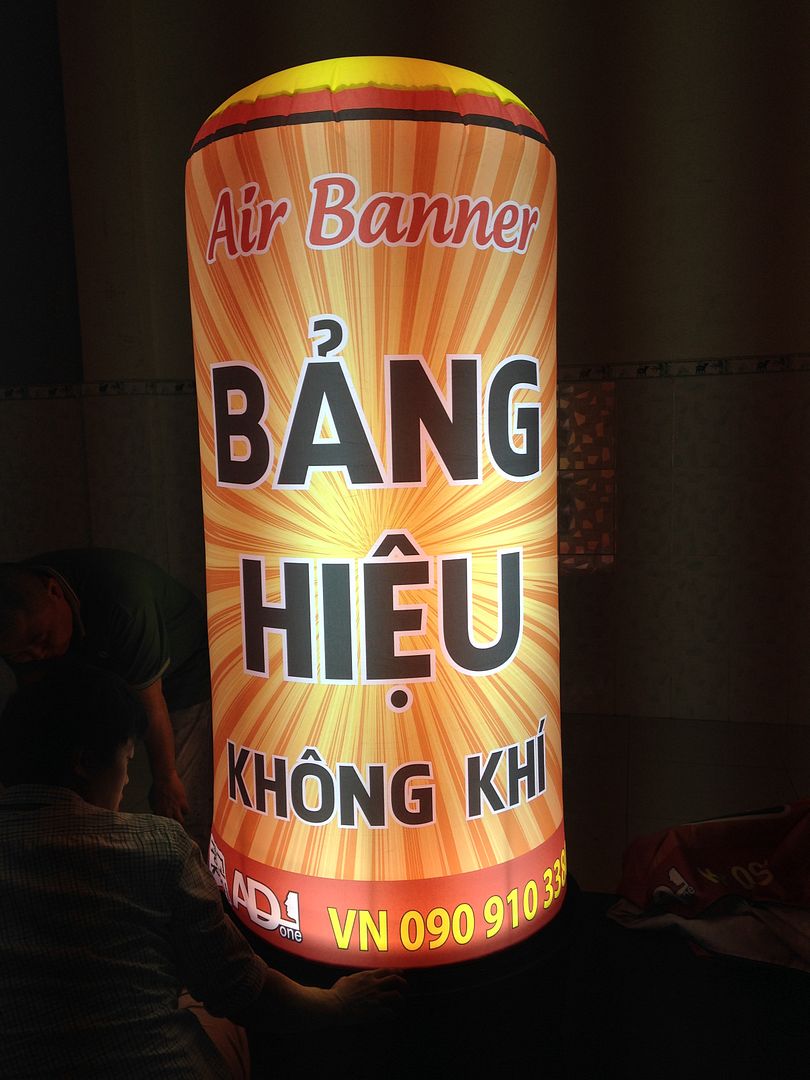 Air Banner
BẢNG
HIỆU
KHÔNG KHÍ
AD1
one
VN 090 910 338